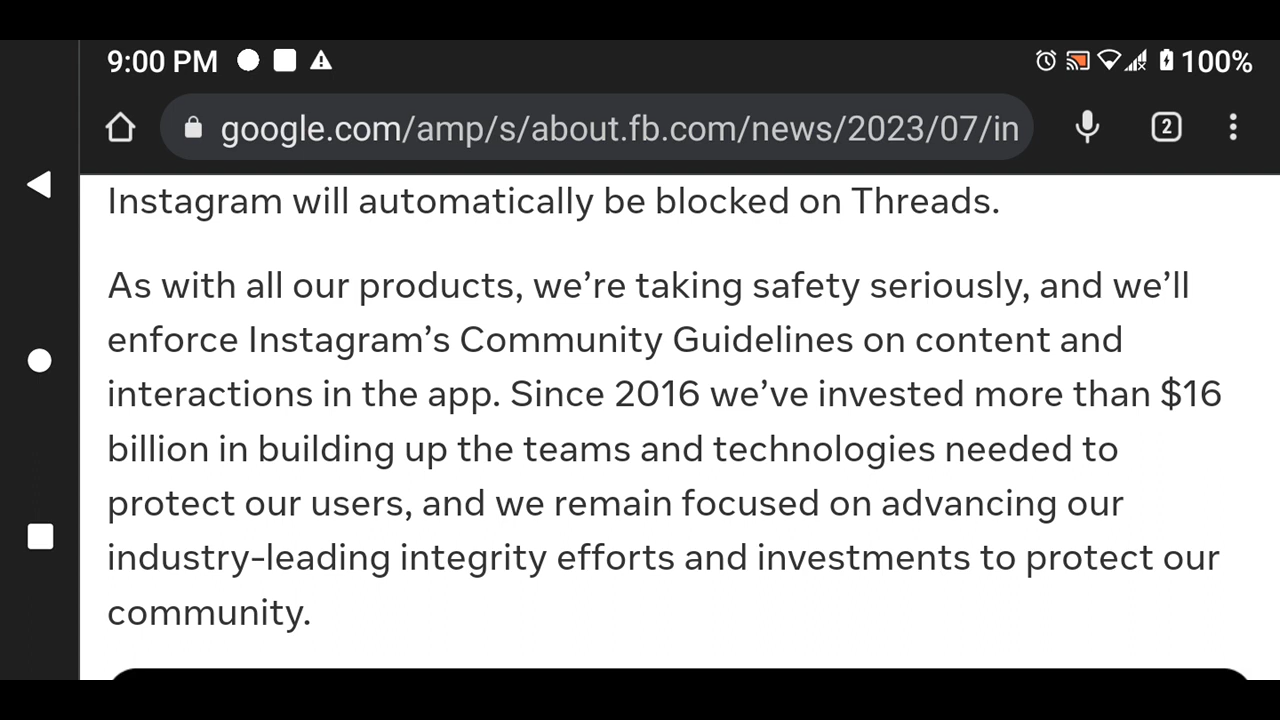 9:00 PM 100%
google.com/amp/s/about.fb.com/news/2023/07/in 2
Instagram will automatically be blocked on Threads.
As with all our products, we’re taking safety seriously, and we’ll
enforce Instagram’s Community Guidelines on content and
interactions in the app. Since 2016 we’ve invested more than $16
billion in building up the teams and technologies needed to
protect our users, and we remain focused on advancing our
industry-leading integrity efforts and investments to protect our
community.